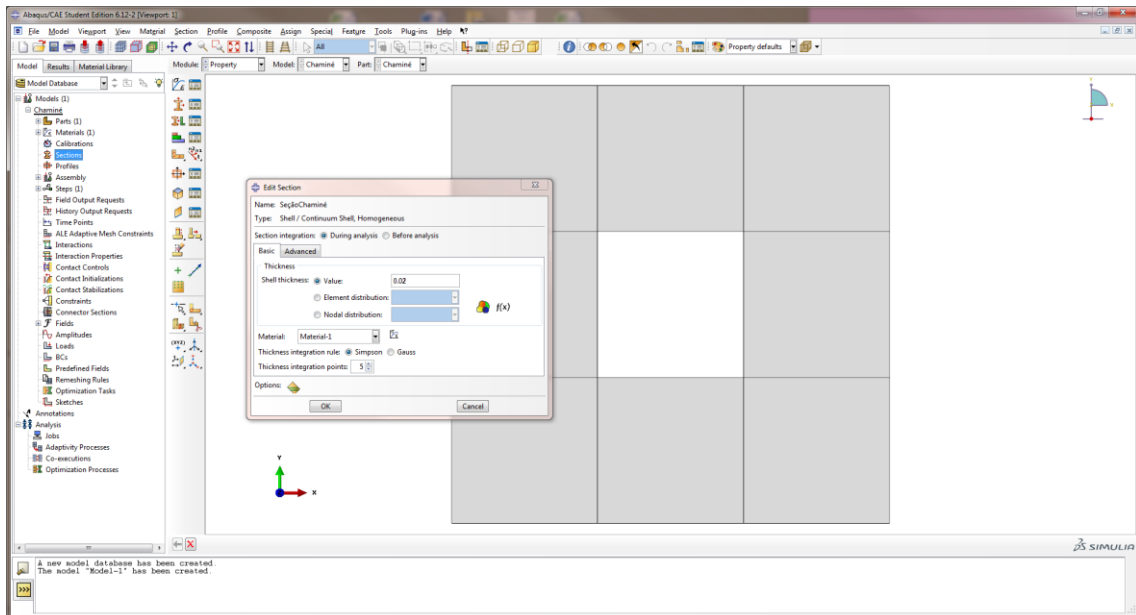 Abaqus/CAE Student Edition 6.12-2 [Viewport: 1]
File Model Viewport View Material Section Profile Composite Assign Special Feature Tools Plug-ins Help
All
Property defaults
Model Results Material Library
Module: Property Model: Chaminé Part: Chaminé
Model Database
Models (1)
Chaminé
Parts (1)
Materials (1)
Calibrations
Sections
Profiles
Assembly
Steps (1)
Field Output Requests
History Output Requests
Time Points
ALE Adaptive Mesh Constraints
Interactions
Interaction Properties
Contact Controls
Contact Initializations
Contact Stabilizations
Constraints
Connector Sections
Fields
Amplitudes
Loads
BCs
Predefined Fields
Remeshing Rules
Optimization Tasks
Sketches
Annotations
Analysis
Jobs
Adaptivity Processes
Co-executions
Optimization Processes
Edit Section
Name: SeçãoChaminé
Type: Shell / Continuum Shell, Homogeneous
Section integration: During analysis Before analysis
Basic Advanced
Thickness
Shell thickness: Value: 0.02
Element distribution:
f(x)
Nodal distribution:
Material: Material-1
Thickness integration rule: Simpson Gauss
Thickness integration points: 5
Options:
OK Cancel
Y
X
SIMULIA
A new model database has been created.
The model "Model-1" has been created.
>>>